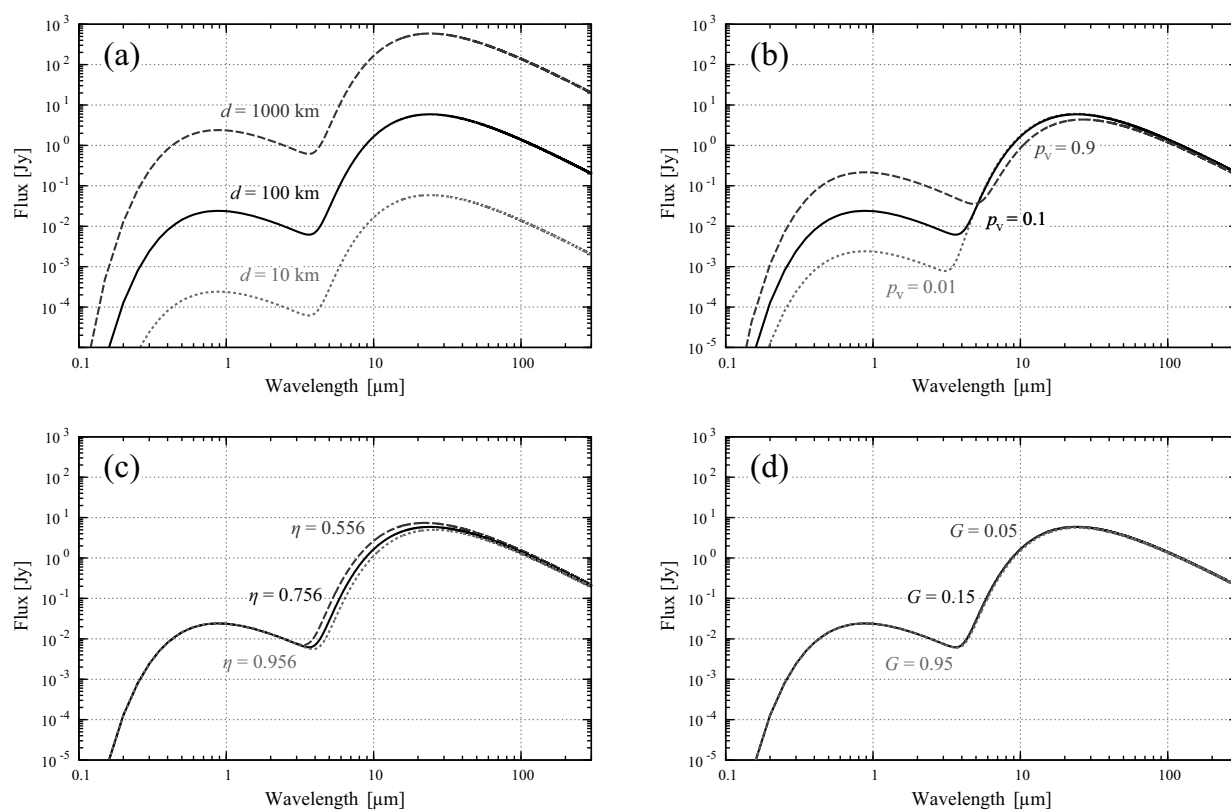 (a)
10³
10²
10¹
10⁰
10⁻¹
10⁻²
10⁻³
10⁻⁴
10⁻⁵
Flux [Jy]
d = 1000 km
d = 100 km
d = 10 km
0.1 1 10 100
Wavelength [µm]
(b)
10³
10²
10¹
10⁰
10⁻¹
10⁻²
10⁻³
10⁻⁴
10⁻⁵
Flux [Jy]
pᵥ = 0.9
pᵥ = 0.1
pᵥ = 0.01
0.1 1 10 100
Wavelength [µm]
(c)
10³
10²
10¹
10⁰
10⁻¹
10⁻²
10⁻³
10⁻⁴
10⁻⁵
Flux [Jy]
η = 0.556
η = 0.756
η = 0.956
0.1 1 10 100
Wavelength [µm]
(d)
10³
10²
10¹
10⁰
10⁻¹
10⁻²
10⁻³
10⁻⁴
10⁻⁵
Flux [Jy]
G = 0.05
G = 0.15
G = 0.95
0.1 1 10 100
Wavelength [µm]